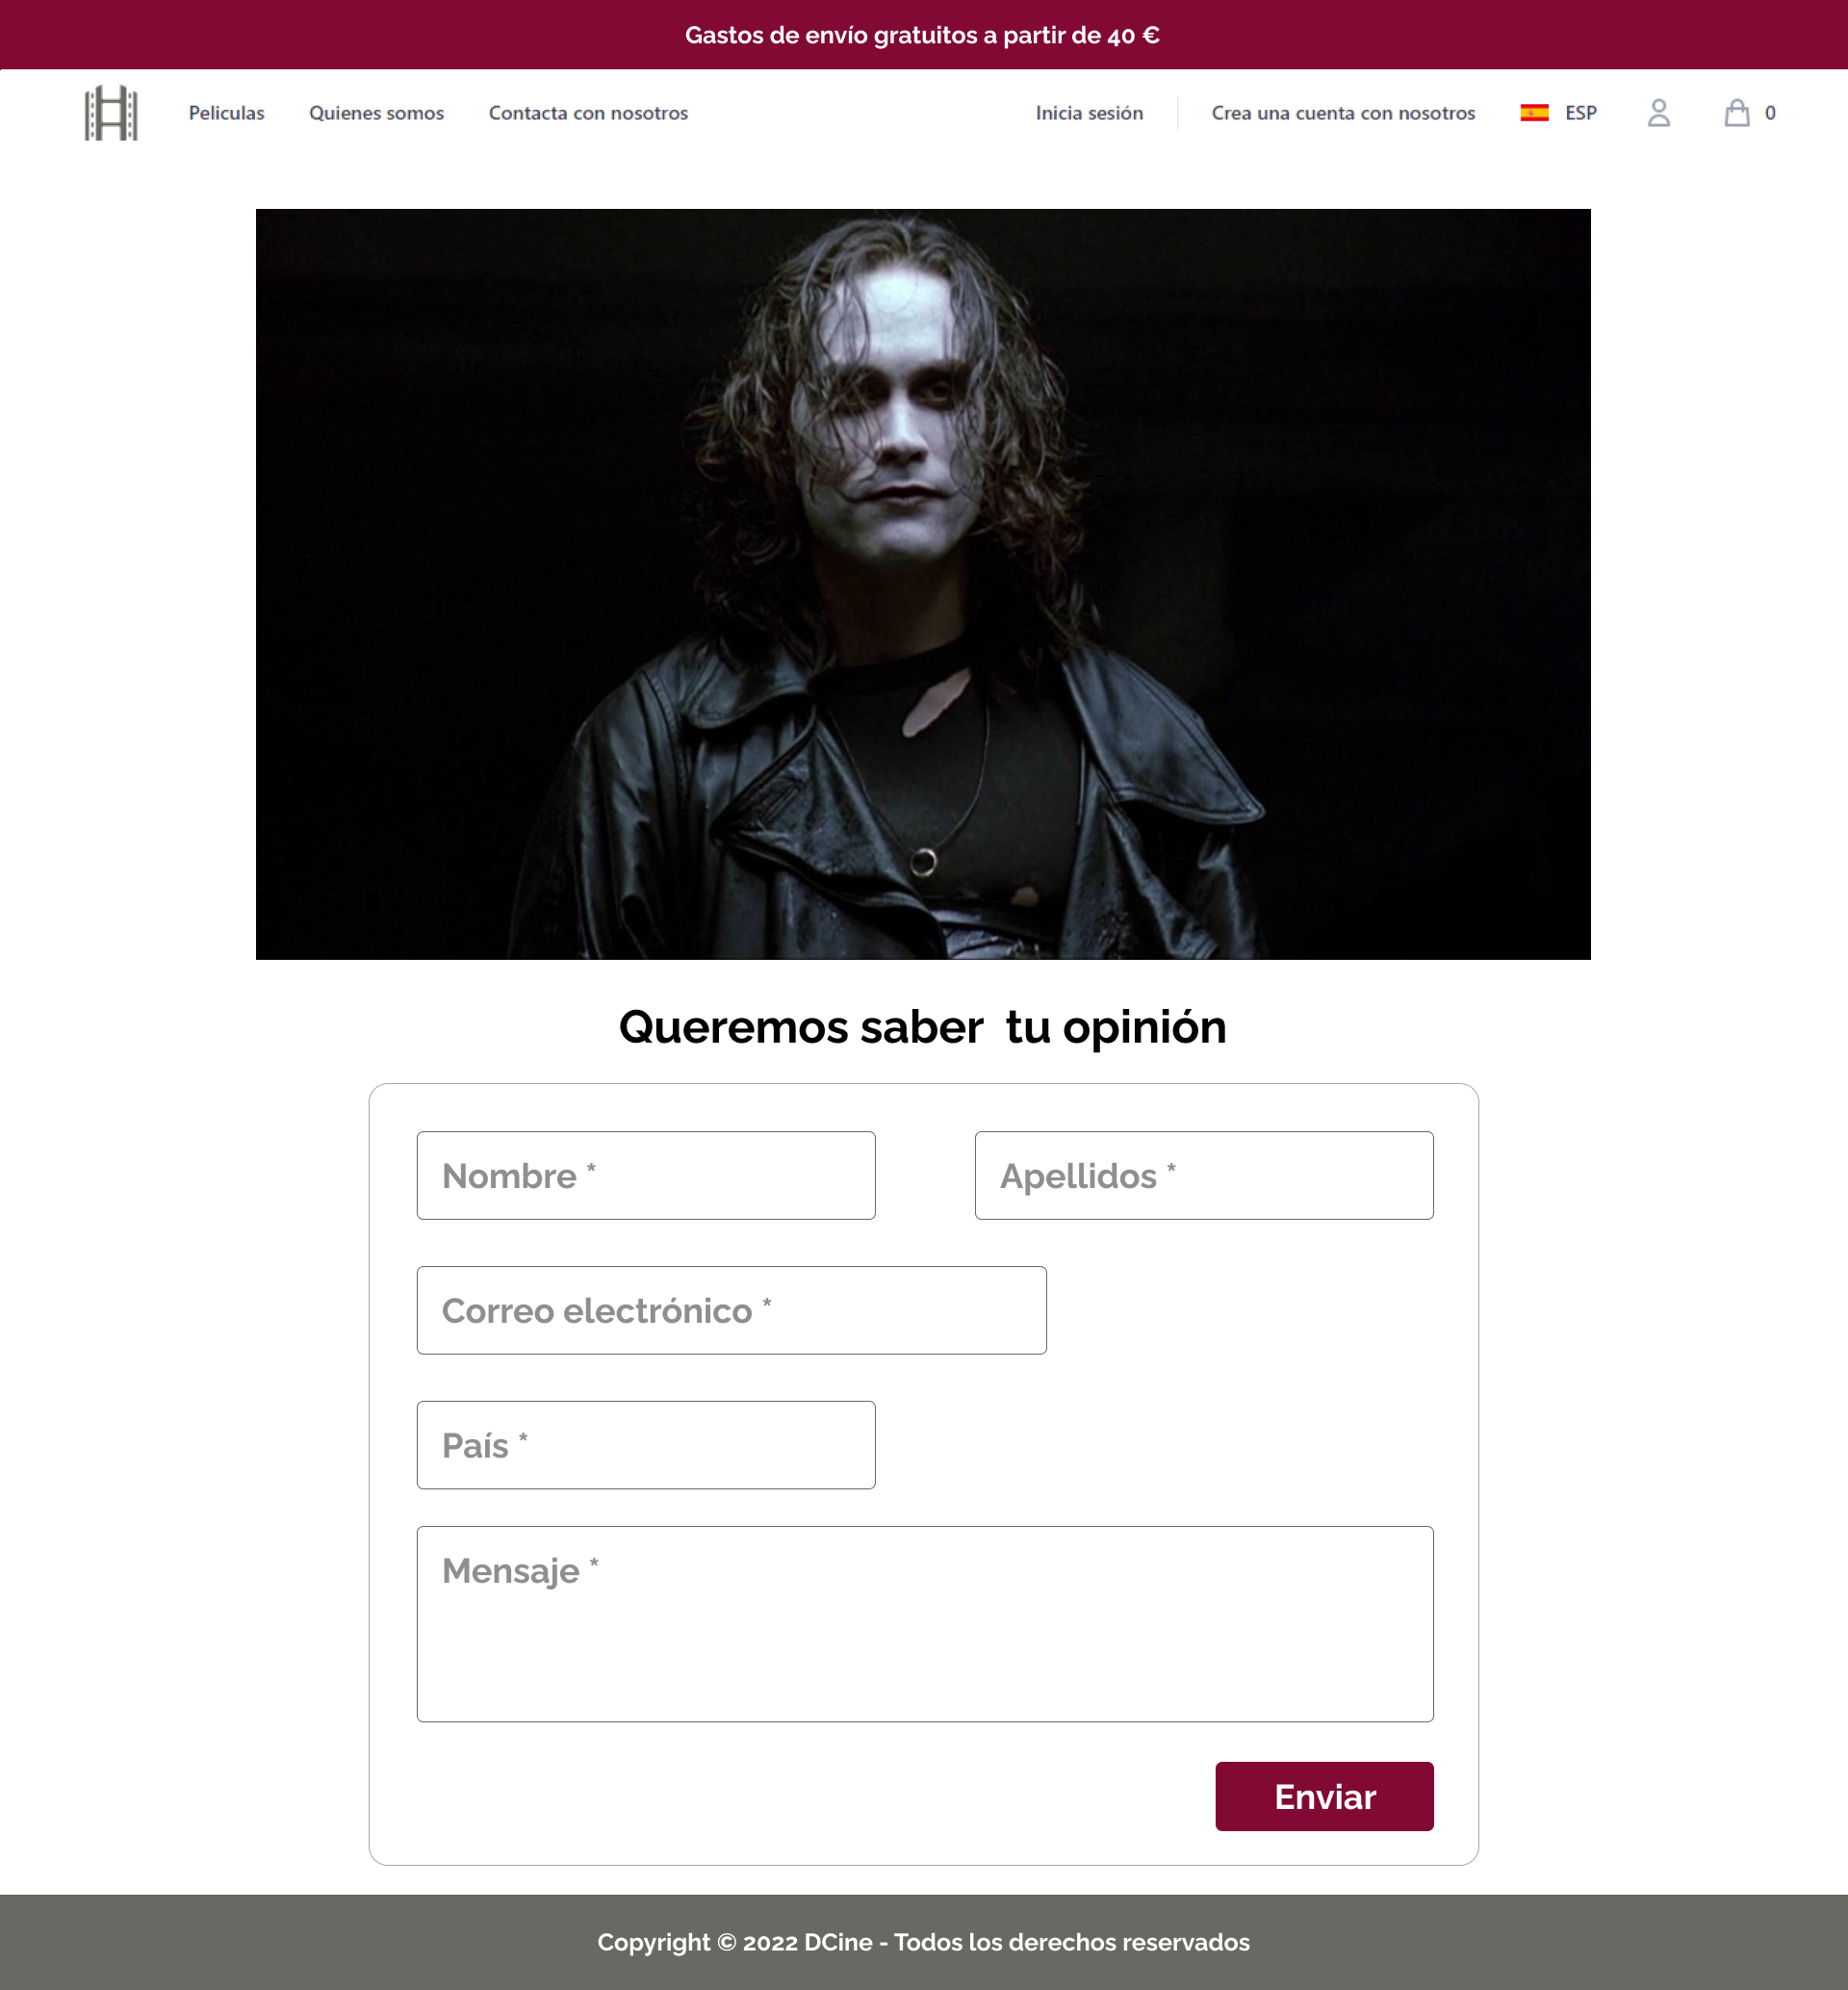 Gastos de envío gratuitos a partir de 40 €
Peliculas Quienes somos Contacta con nosotros Inicia sesión Crea una cuenta con nosotros ESP 0
Queremos saber tu opinión
Nombre * Apellidos *
Correo electrónico *
País *
Mensaje *
Enviar
Copyright © 2022 DCine - Todos los derechos reservados